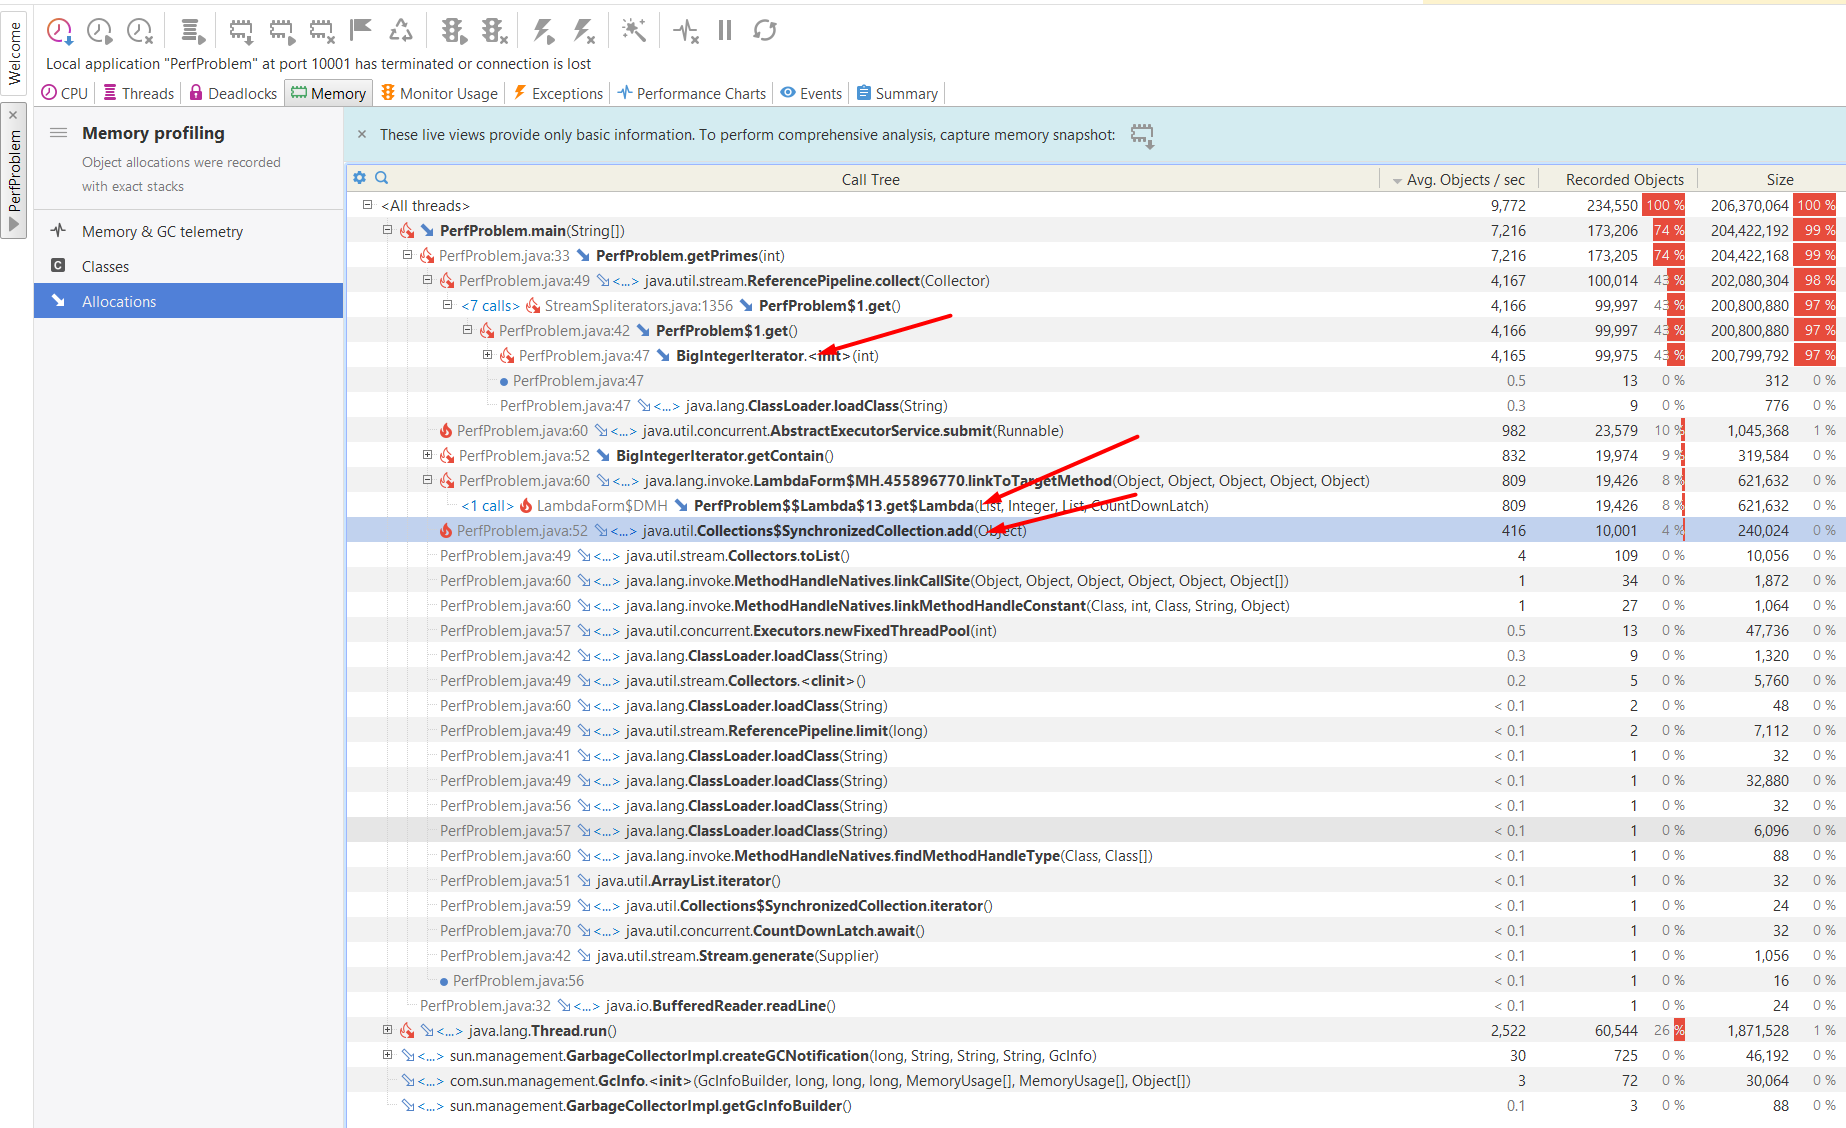 Welcome
PerfProblem
Local application "PerfProblem" at port 10001 has terminated or connection is lost
CPU Threads Deadlocks Memory Monitor Usage Exceptions Performance Charts Events Summary
Memory profiling
Object allocations were recorded
with exact stacks
Memory & GC telemetry
Classes
Allocations
These live views provide only basic information. To perform comprehensive analysis, capture memory snapshot:
Call Tree Avg. Objects / sec Recorded Objects Size
<All threads> 9,772 234,550 100 % 206,370,064 100 %
PerfProblem.main(String[]) 7,216 173,206 74 % 204,422,192 99 %
PerfProblem.java:33 PerfProblem.getPrimes(int) 7,216 173,205 74 % 204,422,168 99 %
PerfProblem.java:49 <...> java.util.stream.ReferencePipeline.collect(Collector) 4,167 100,014 43 % 202,080,304 98 %
<7 calls> StreamSpliterators.java:1356 PerfProblem$1.get() 4,166 99,997 43 % 200,800,880 97 %
PerfProblem.java:42 PerfProblem$1.get() 4,166 99,997 43 % 200,800,880 97 %
PerfProblem.java:47 BigIntegerIterator.<init>(int) 4,165 99,975 43 % 200,799,792 97 %
PerfProblem.java:47 0.5 13 0 % 312 0 %
PerfProblem.java:47 <...> java.lang.ClassLoader.loadClass(String) 0.3 9 0 % 776 0 %
PerfProblem.java:60 <...> java.util.concurrent.AbstractExecutorService.submit(Runnable) 982 23,579 10 % 1,045,368 1 %
PerfProblem.java:52 BigIntegerIterator.getContain() 832 19,974 9 % 319,584 0 %
PerfProblem.java:60 <...> java.lang.invoke.LambdaForm$MH.455896770.linkToTargetMethod(Object, Object, Object, Object, Object) 809 19,426 8 % 621,632 0 %
<1 call> LambdaForm$DMH PerfProblem$$Lambda$13.get$Lambda(List, Integer, List, CountDownLatch) 809 19,426 8 % 621,632 0 %
PerfProblem.java:52 <...> java.util.Collections$SynchronizedCollection.add(Object) 416 10,001 4 % 240,024 0 %
PerfProblem.java:49 <...> java.util.stream.Collectors.toList() 4 109 0 % 10,056 0 %
PerfProblem.java:60 <...> java.lang.invoke.MethodHandleNatives.linkCallSite(Object, Object, Object, Object, Object, Object[]) 1 34 0 % 1,872 0 %
PerfProblem.java:60 <...> java.lang.invoke.MethodHandleNatives.linkMethodHandleConstant(Class, int, Class, String, Object) 1 27 0 % 1,064 0 %
PerfProblem.java:57 <...> java.util.concurrent.Executors.newFixedThreadPool(int) 0.5 13 0 % 47,736 0 %
PerfProblem.java:42 <...> java.lang.ClassLoader.loadClass(String) 0.3 9 0 % 1,320 0 %
PerfProblem.java:49 <...> java.util.stream.Collectors.<clinit>() 0.2 5 0 % 5,760 0 %
PerfProblem.java:60 <...> java.lang.ClassLoader.loadClass(String) < 0.1 2 0 % 48 0 %
PerfProblem.java:49 <...> java.util.stream.ReferencePipeline.limit(long) < 0.1 2 0 % 7,112 0 %
PerfProblem.java:41 <...> java.lang.ClassLoader.loadClass(String) < 0.1 1 0 % 32 0 %
PerfProblem.java:49 <...> java.lang.ClassLoader.loadClass(String) < 0.1 1 0 % 32,880 0 %
PerfProblem.java:56 <...> java.lang.ClassLoader.loadClass(String) < 0.1 1 0 % 32 0 %
PerfProblem.java:57 <...> java.lang.ClassLoader.loadClass(String) < 0.1 1 0 % 6,096 0 %
PerfProblem.java:60 <...> java.lang.invoke.MethodHandleNatives.findMethodHandleType(Class, Class[]) < 0.1 1 0 % 88 0 %
PerfProblem.java:51 java.util.ArrayList.iterator() < 0.1 1 0 % 32 0 %
PerfProblem.java:59 <...> java.util.Collections$SynchronizedCollection.iterator() < 0.1 1 0 % 24 0 %
PerfProblem.java:70 <...> java.util.concurrent.CountDownLatch.await() < 0.1 1 0 % 32 0 %
PerfProblem.java:42 java.util.stream.Stream.generate(Supplier) < 0.1 1 0 % 1,056 0 %
PerfProblem.java:56 < 0.1 1 0 % 16 0 %
PerfProblem.java:32 <...> java.io.BufferedReader.readLine() < 0.1 1 0 % 24 0 %
<...> java.lang.Thread.run() 2,522 60,544 26 % 1,871,528 1 %
<...> sun.management.GarbageCollectorImpl.createGCNotification(long, String, String, String, GcInfo) 30 725 0 % 46,192 0 %
<...> com.sun.management.GcInfo.<init>(GcInfoBuilder, long, long, long, MemoryUsage[], MemoryUsage[], Object[]) 3 72 0 % 30,064 0 %
<...> sun.management.GarbageCollectorImpl.getGcInfoBuilder() 0.1 3 0 % 88 0 %